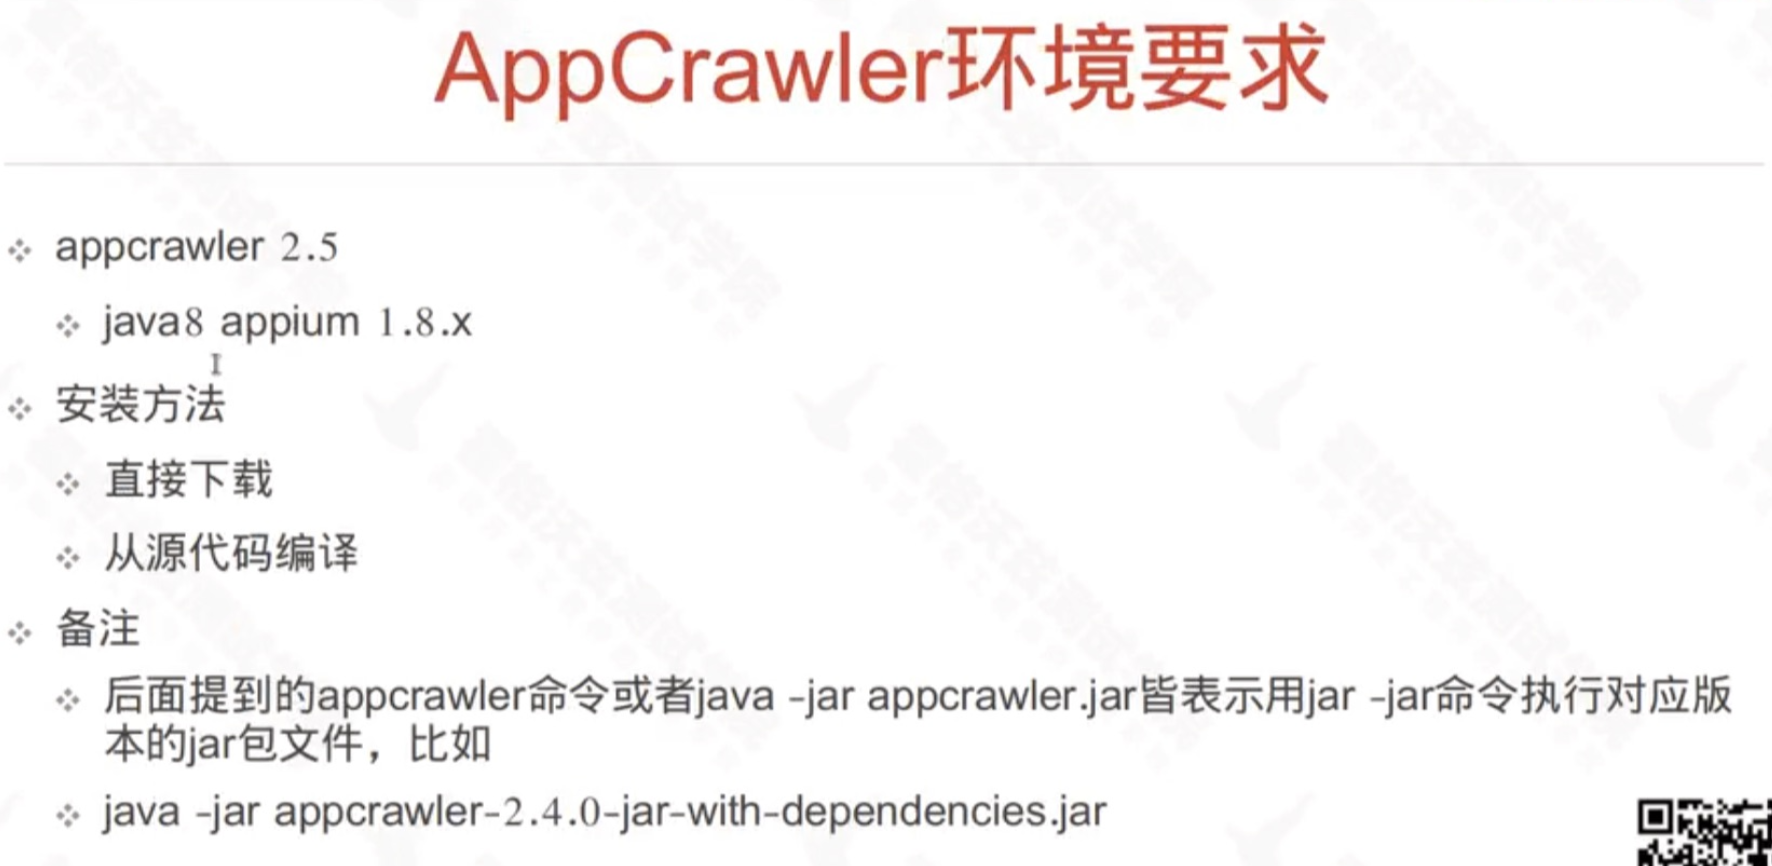 AppCrawler环境要求
appcrawler 2.5
java8 appium 1.8.x
安装方法
直接下载
从源代码编译
备注
后面提到的appcrawler命令或者java -jar appcrawler.jar皆表示用jar -jar命令执行对应版
本的jar包文件，比如
java -jar appcrawler-2.4.0-jar-with-dependencies.jar